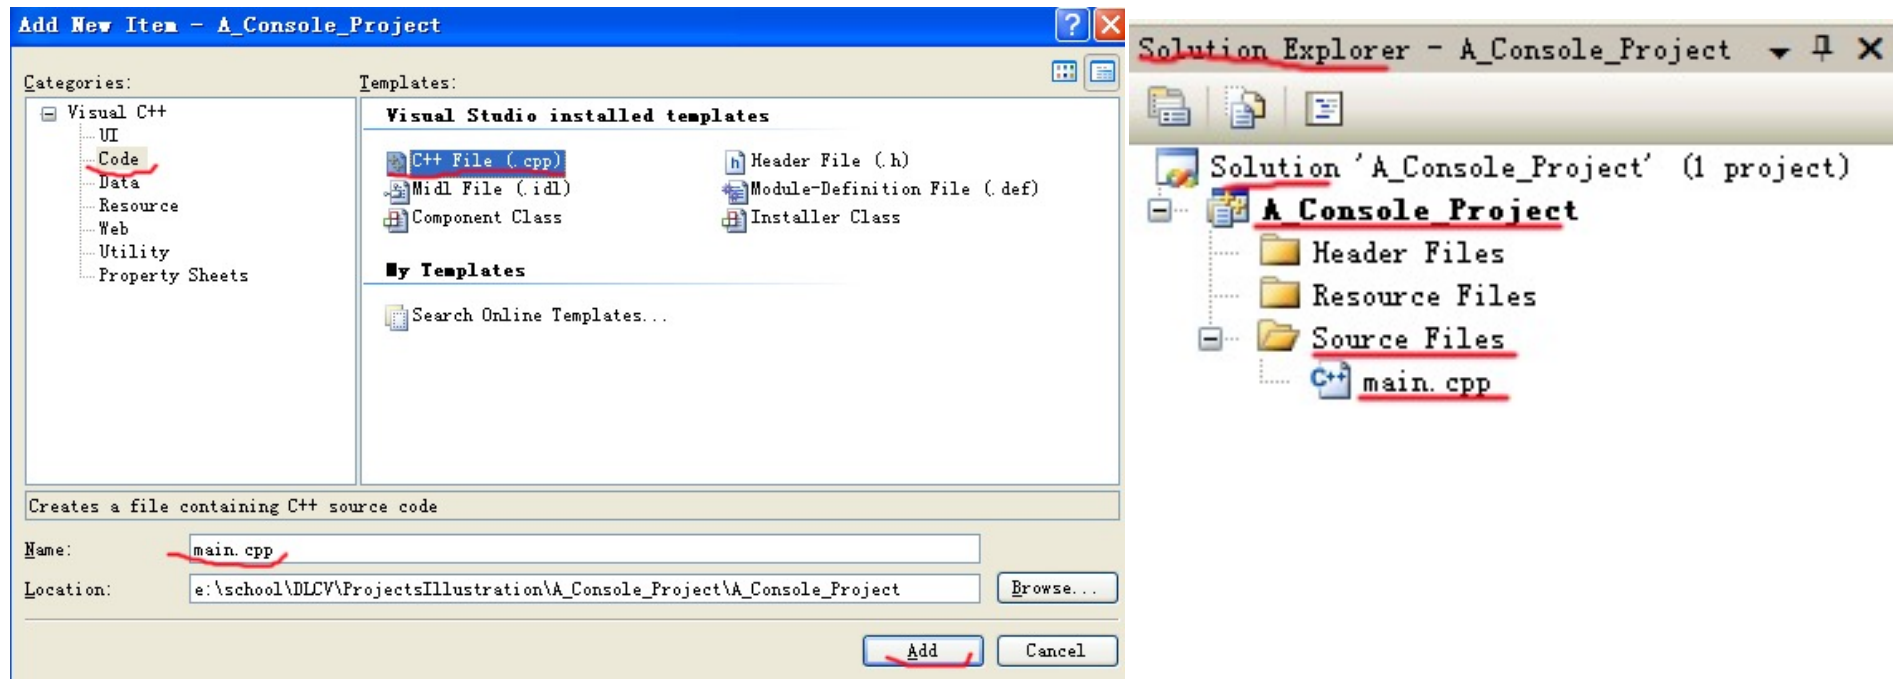 Add New Item - A_Console_Project
Categories:
Templates:
Visual C++
UI
Code
Data
Resource
Web
Utility
Property Sheets
Visual Studio installed templates
C++ File (.cpp)
Header File (.h)
Midl File (.idl)
Module-Definition File (.def)
Component Class
Installer Class
My Templates
Search Online Templates...
Creates a file containing C++ source code
Name:
main.cpp
Location:
e:\school\DLCV\ProjectsIllustration\A_Console_Project\A_Console_Project
Browse...
Add
Cancel
Solution Explorer - A_Console_Project
Solution 'A_Console_Project' (1 project)
A_Console_Project
Header Files
Resource Files
Source Files
C++ main.cpp